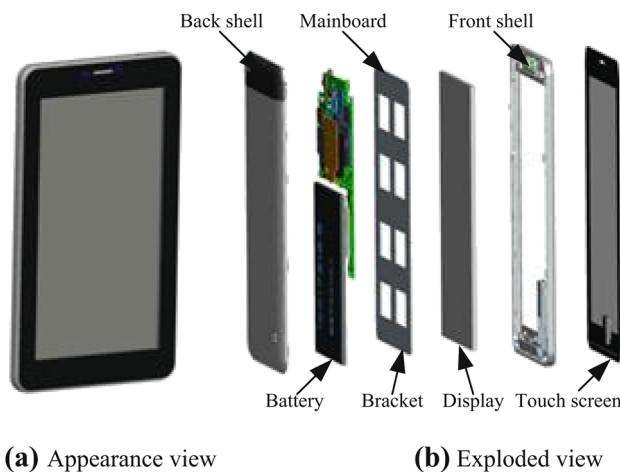 Back shell
Mainboard
Front shell
Battery
Bracket
Display
Touch screen
(a) Appearance view
(b) Exploded view